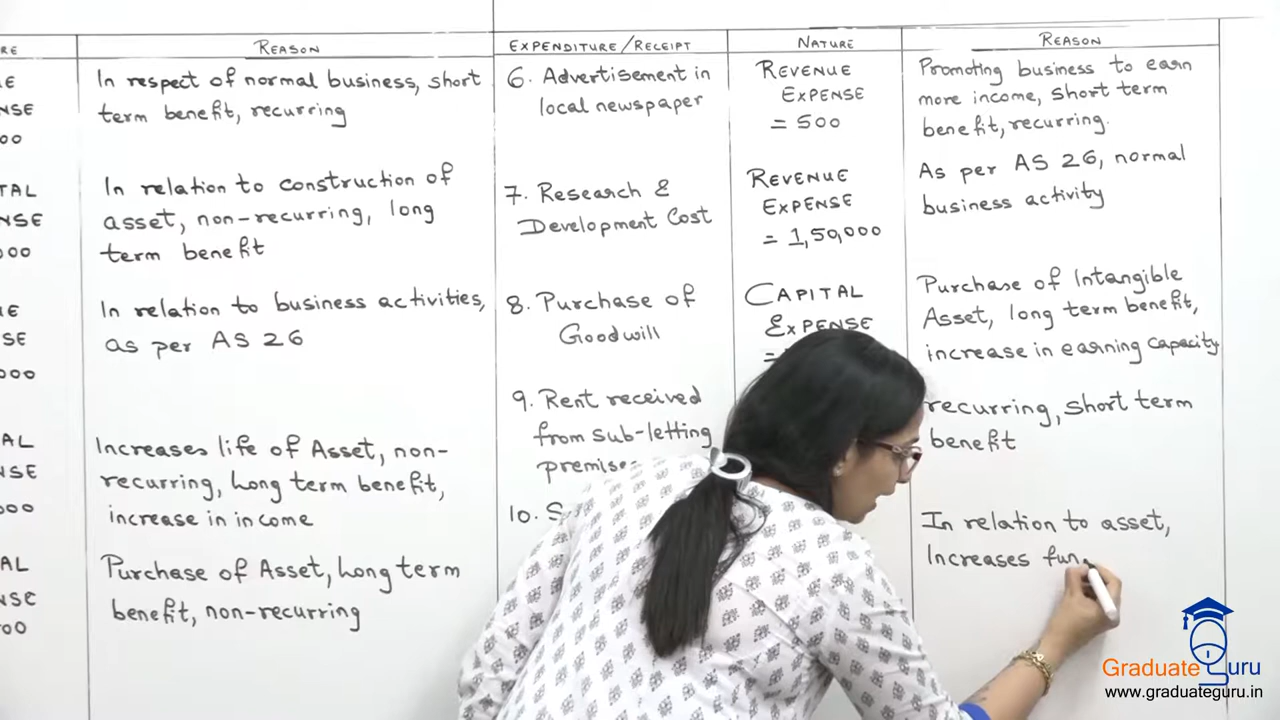 RE
REASON
EXPENDITURE/RECEIPT
NATURE
REASON
In respect of normal business, short
term benefit, recurring
In relation to construction of
asset, non-recurring, long
term benefit
In relation to business activities,
as per AS 26
Increases life of Asset, non-
recurring, long term benefit,
increase in income
Purchase of Asset, long term
benefit, non-recurring
6. Advertisement in
local newspaper
REVENUE
EXPENSE
= 500
Promoting business to earn
more income, short term
benefit, recurring.
7. Research &
Development Cost
REVENUE
EXPENSE
= 1,50,000
As per AS 26, normal
business activity
8. Purchase of
Goodwill
CAPITAL
EXPENSE
=
Purchase of Intangible
Asset, long term benefit,
increase in earning capacity
9. Rent received
from sub-letting
premises
recurring, short term
benefit
10. S
In relation to asset,
Increases fun
Graduate Guru
www.graduateguru.in